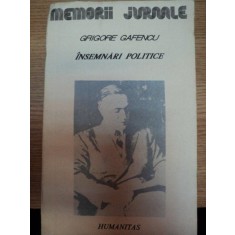 MEMORII JURNALE
GRIGORE GAFENCU
ÎNSEMNĂRI POLITICE
HUMANITAS